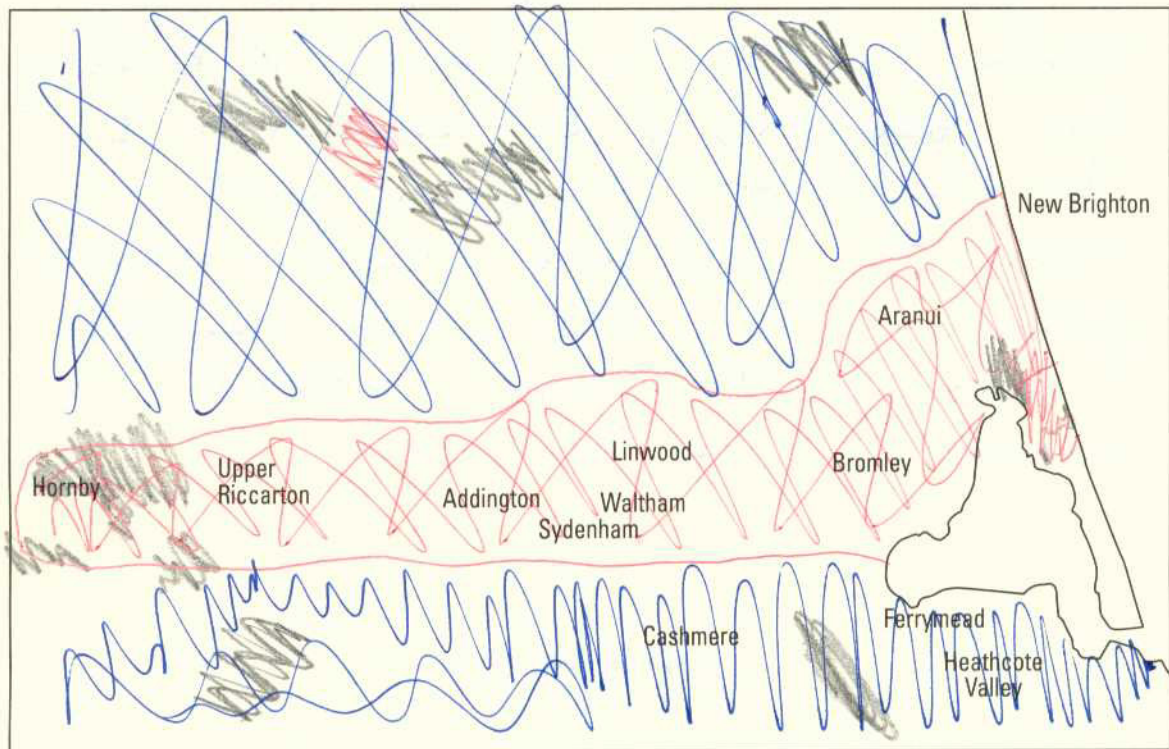 New Brighton
Aranui
Linwood
Upper
Riccarton
Hornby
Bromley
Addington
Waltham
Sydenham
Cashmere
Ferrymead
Heathcote
Valley